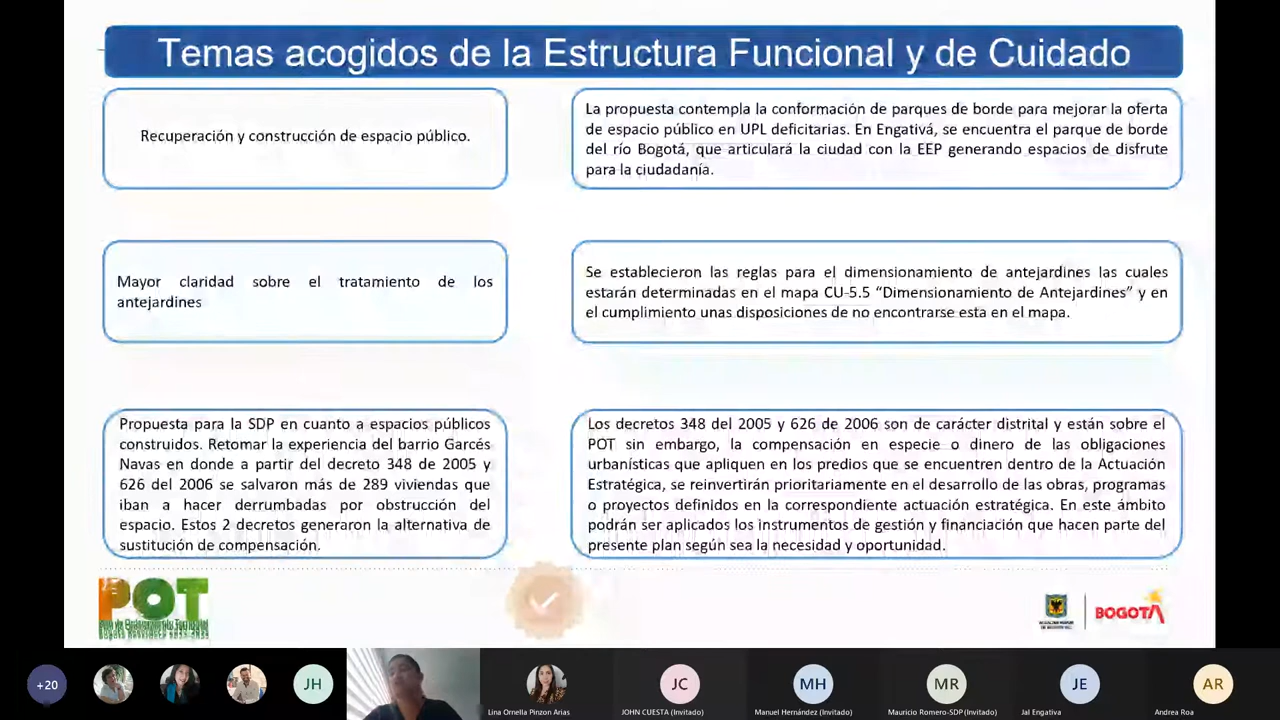 Temas acogidos de la Estructura Funcional y de Cuidado
Recuperación y construcción de espacio público.
La propuesta contempla la conformación de parques de borde para mejorar la oferta
de espacio público en UPL deficitarias. En Engativá, se encuentra el parque de borde
del río Bogotá, que articulará la ciudad con la EEP generando espacios de disfrute
para la ciudadanía.
Mayor claridad sobre el tratamiento de los
antejardines
Se establecieron las reglas para el dimensionamiento de antejardines las cuales
estarán determinadas en el mapa CU-5.5 “Dimensionamiento de Antejardines” y en
el cumplimiento unas disposiciones de no encontrarse esta en el mapa.
Propuesta para la SDP en cuanto a espacios públicos
construidos. Retomar la experiencia del barrio Garcés
Navas en donde a partir del decreto 348 de 2005 y
626 del 2006 se salvaron más de 289 viviendas que
iban a hacer derrumbadas por obstrucción del
espacio. Estos 2 decretos generaron la alternativa de
sustitución de compensación.
Los decretos 348 del 2005 y 626 de 2006 son de carácter distrital y están sobre el
POT sin embargo, la compensación en especie o dinero de las obligaciones
urbanísticas que apliquen en los predios que se encuentren dentro de la Actuación
Estratégica, se reinvertirán prioritariamente en el desarrollo de las obras, programas
o proyectos definidos en la correspondiente actuación estratégica. En este ámbito
podrán ser aplicados los instrumentos de gestión y financiación que hacen parte del
presente plan según sea la necesidad y oportunidad.
POT
BOGOTÁ
+20
JH
JC
MH
MR
JE
AR
Lina Ornella Pinzon Arias
JOHN CUESTA (Invitado)
Manuel Hernández (Invitado)
Mauricio Romero-SDP (Invitado)
Jal Engativa
Andrea Roa